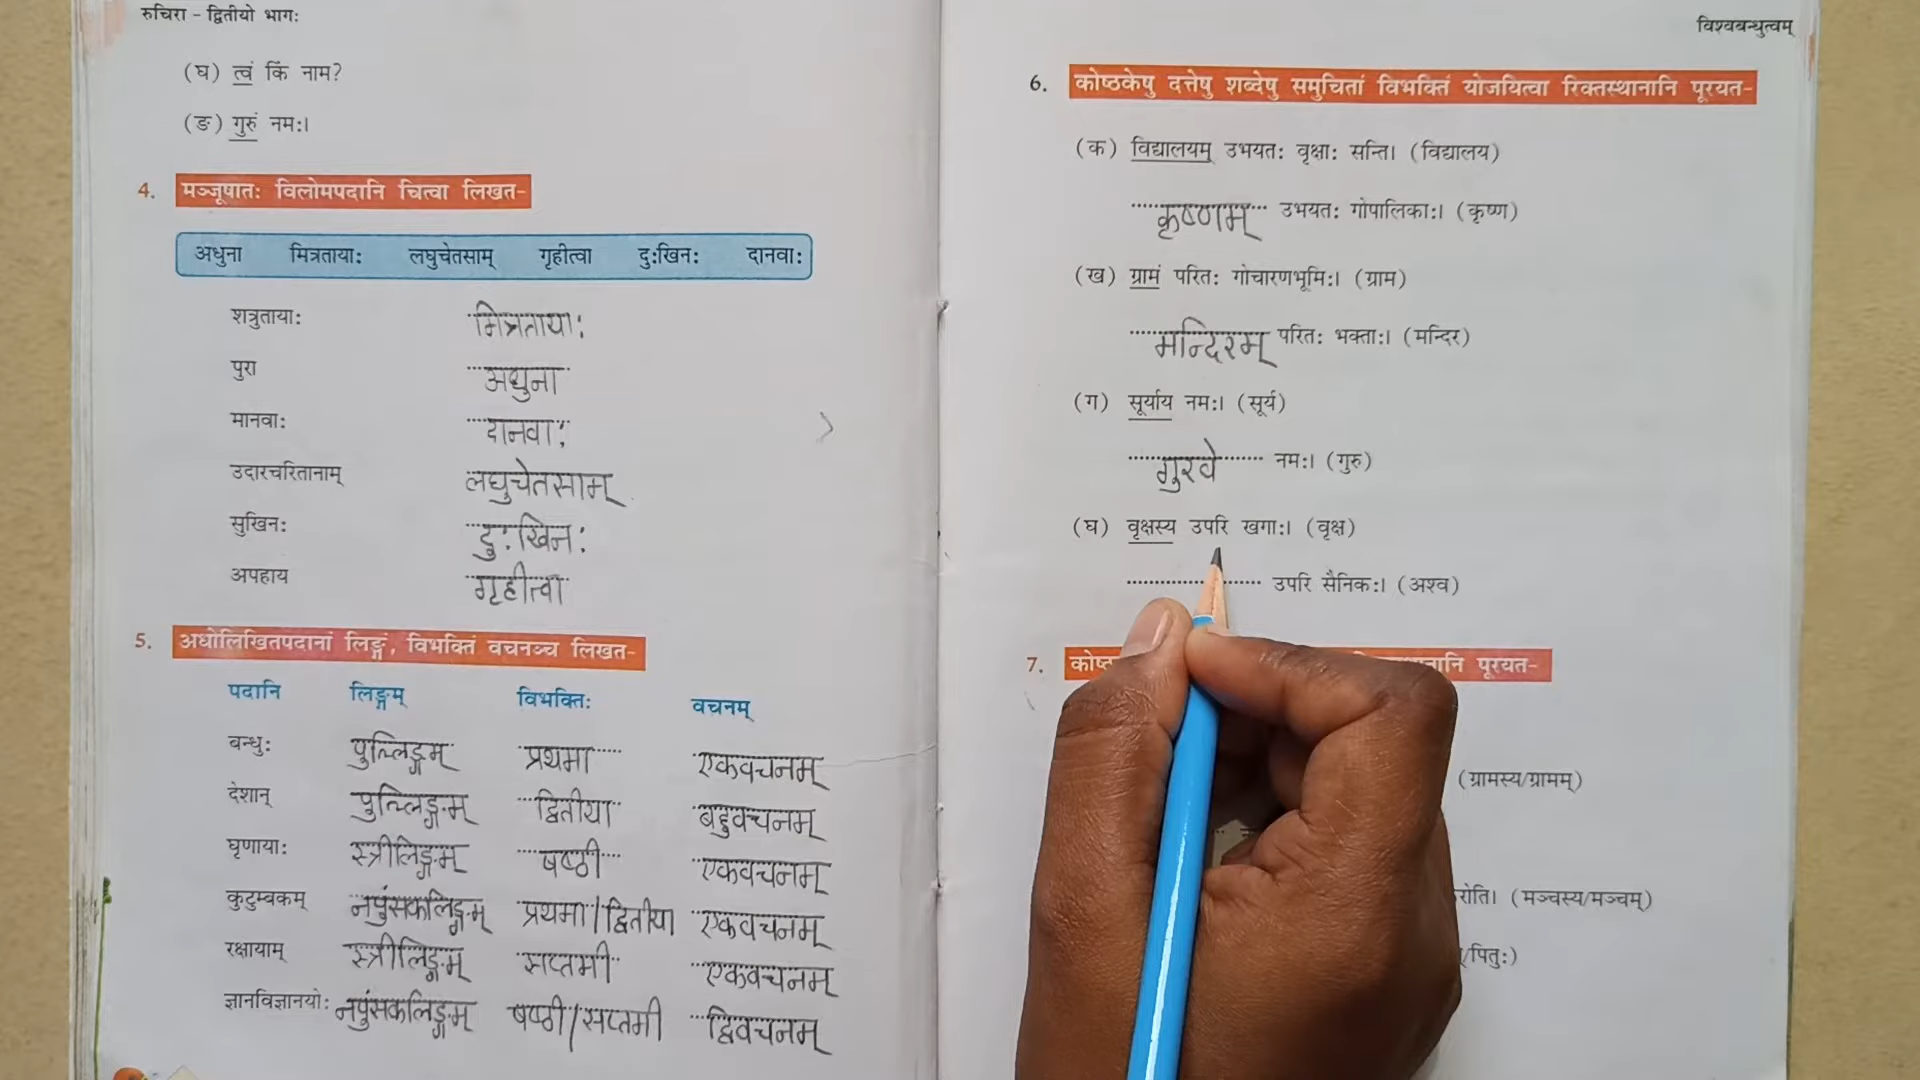 रुचिरा - द्वितीयो भागः
(घ) त्वं किं नाम?
(ङ) गुरुं नमः।
4. मञ्जूषातः विलोमपदानि चित्वा लिखत-
अधुना मित्रतायाः लघुचेतसाम् गृहीत्वा दुःखिनः दानवाः
शत्रुतायाः मित्रतायाः
पुरा अधुना
मानवाः दानवाः
उदारचरितानाम् लघुचेतसाम्
सुखिनः दुःखिनः
अपहाय गृहीत्वा
5. अधोलिखितपदानां लिङ्गं, विभक्तिं वचनञ्च लिखत-
पदानि लिङ्गम् विभक्तिः वचनम्
बन्धुः पुल्लिङ्गम् प्रथमा एकवचनम्
देशान् पुल्लिङ्गम् द्वितीया बहुवचनम्
घृणायाः स्त्रीलिङ्गम् षष्ठी एकवचनम्
कुटुम्बकम् नपुंसकलिङ्गम् प्रथमा/द्वितीया एकवचनम्
रक्षायाम् स्त्रीलिङ्गम् सप्तमी एकवचनम्
ज्ञानविज्ञानयोः नपुंसकलिङ्गम् षष्ठी/सप्तमी द्विवचनम्
विश्वबन्धुत्वम्
6. कोष्ठकेषु दत्तेषु शब्देषु समुचितां विभक्तिं योजयित्वा रिक्तस्थानानि पूरयत-
(क) विद्यालयम् उभयतः वृक्षाः सन्ति। (विद्यालय)
कृष्णम् उभयतः गोपालिकाः। (कृष्ण)
(ख) ग्रामं परितः गोचारणभूमिः। (ग्राम)
मन्दिरम् परितः भक्ताः। (मन्दिर)
(ग) सूर्याय नमः। (सूर्य)
गुरवे नमः। (गुरु)
(घ) वृक्षस्य उपरि खगाः। (वृक्ष)
.................... उपरि सैनिकः। (अश्व)
7. पूरयत-
(ग्रामस्य/ग्रामम्)
(मञ्चस्य/मञ्चम्)
/पितुः)